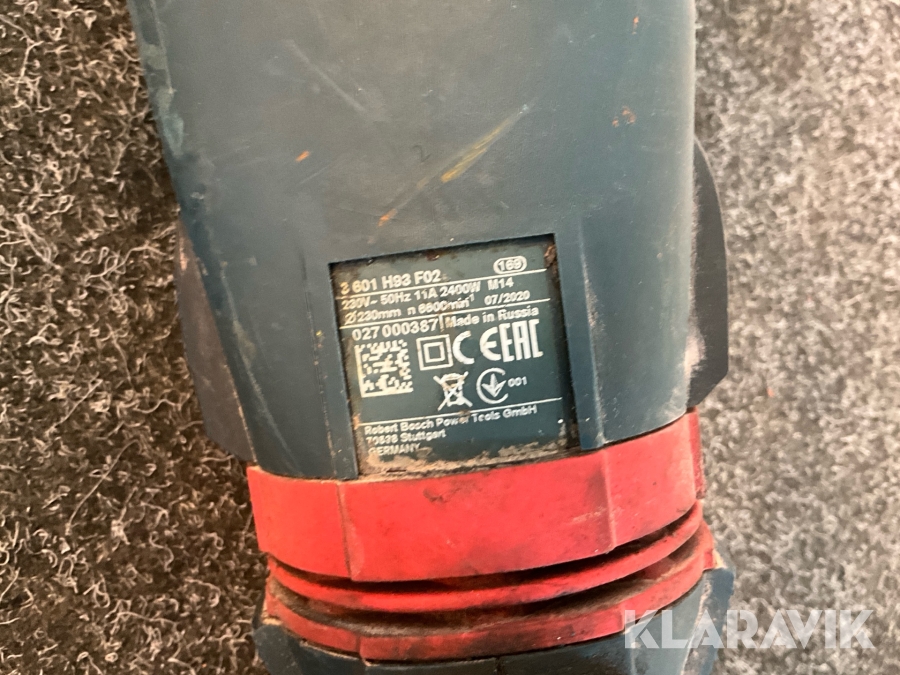 3 601 H93 F02 169
230V~ 50Hz 11A 2400W M14
Ø 230mm n 6600min-1 07/2020
027 000387 Made in Russia
CE EAC
001
Robert Bosch Power Tools GmbH
70538 Stuttgart
GERMANY
KLARAVIK